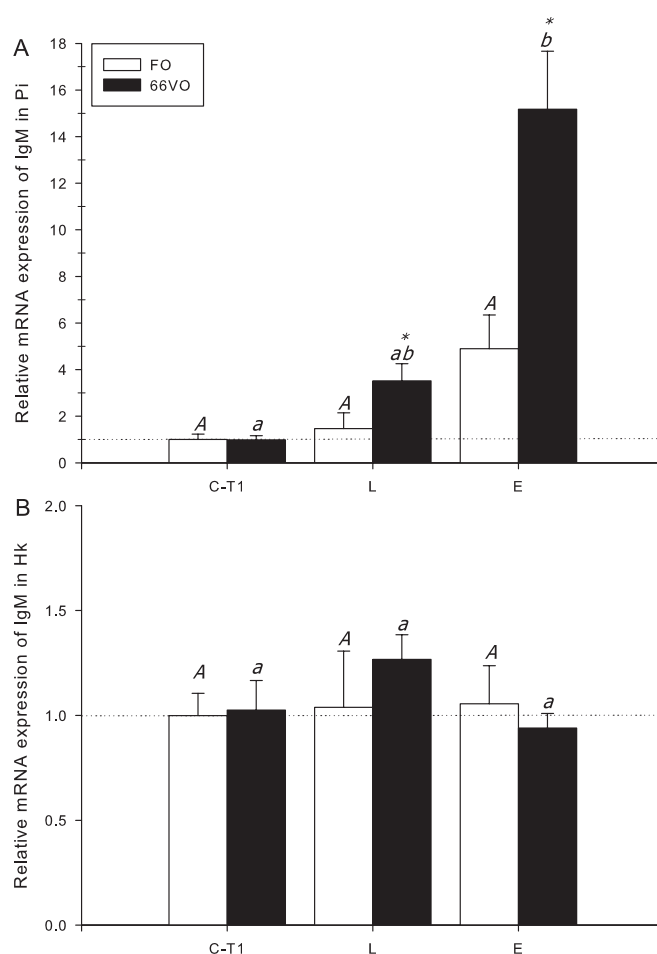 A
Relative mRNA expression of IgM in Pi
18
16
14
12
10
8
6
4
2
0
FO
66VO
A
a
A
*
ab
A
*
b
C-T1
L
E
B
Relative mRNA expression of IgM in Hk
2.0
1.5
1.0
0.5
0.0
A
a
A
a
A
a
C-T1
L
E